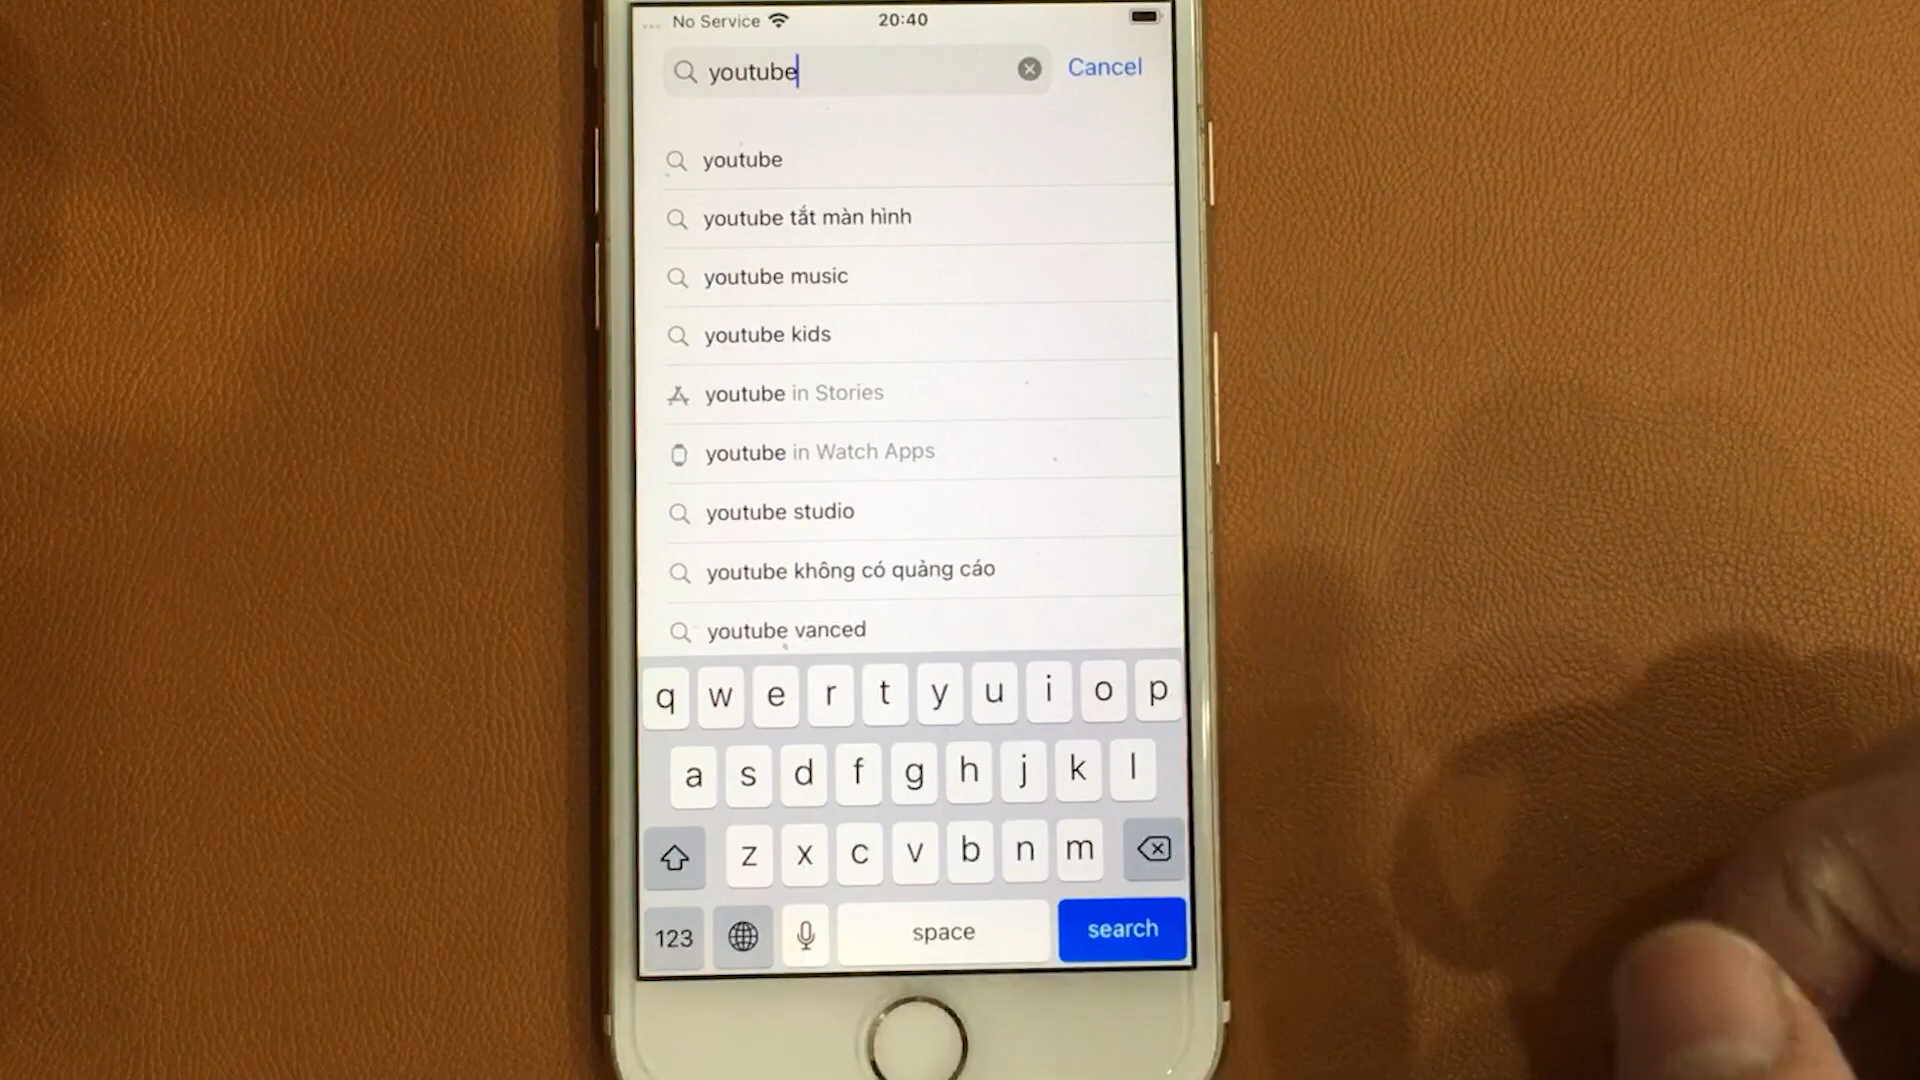 No Service 20:40
youtube Cancel
youtube
youtube tắt màn hình
youtube music
youtube kids
youtube in Stories
youtube in Watch Apps
youtube studio
youtube không có quảng cáo
youtube vanced
q w e r t y u i o p
a s d f g h j k l
z x c v b n m
123 space search